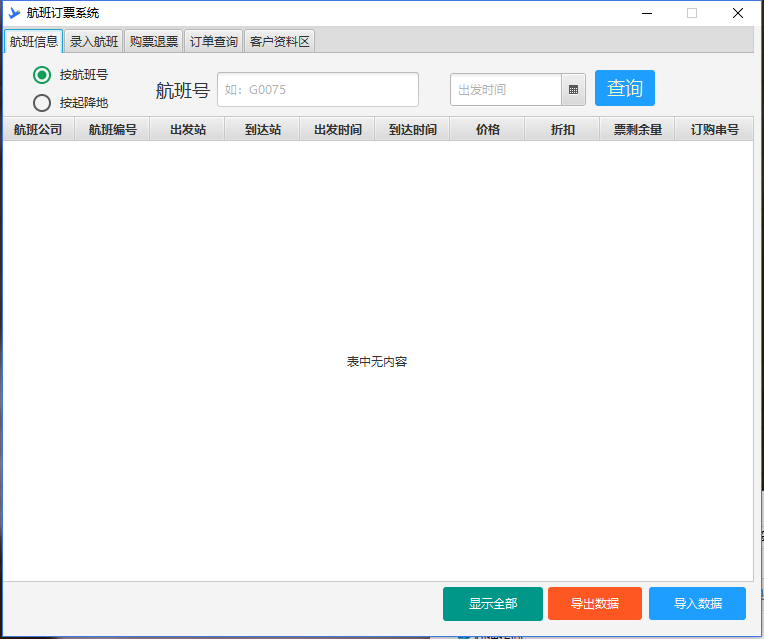 航班订票系统
航班信息 录入航班 购票退票 订单查询 客户资料区
按航班号
按起降地
航班号 如：G0075 出发时间 查询
航班公司 航班编号 出发站 到达站 出发时间 到达时间 价格 折扣 票剩余量 订购串号
表中无内容
显示全部 导出数据 导入数据